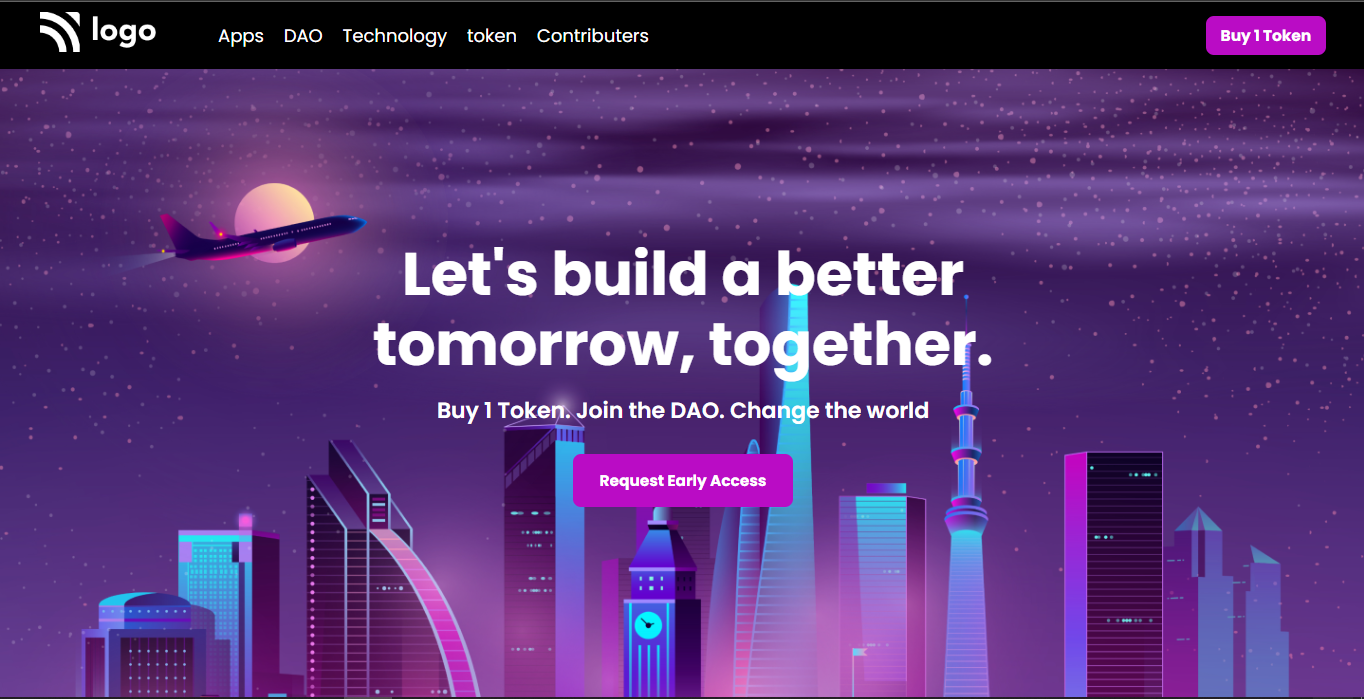 logo
Apps DAO Technology token Contributers
Buy 1 Token
Let's build a better
tomorrow, together.
Buy 1 Token. Join the DAO. Change the world
Request Early Access